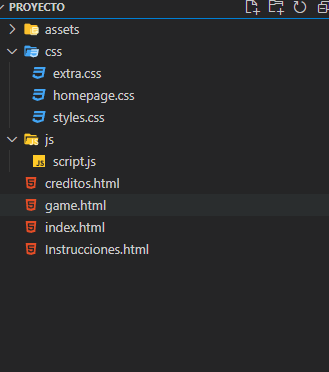 PROYECTO
assets
css
extra.css
homepage.css
styles.css
js
JS script.js
creditos.html
game.html
index.html
Instrucciones.html